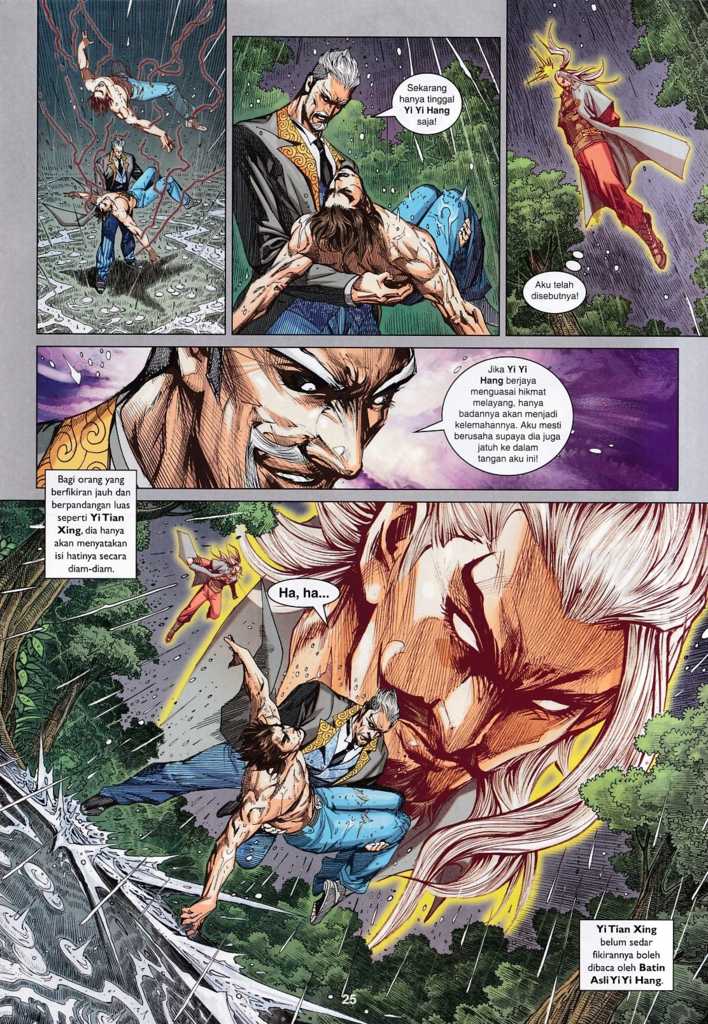 Sekarang
hanya tinggal
Yi Yi Hang
saja!
Aku telah
disebutnya!
Jika Yi Yi
Hang berjaya
menguasai hikmat
melayang, hanya
badannya akan menjadi
kelemahannya. Aku mesti
berusaha supaya dia juga
jatuh ke dalam
tangan aku ini!
Bagi orang yang
berfikiran jauh dan
berpandangan luas
seperti Yi Tian
Xing, dia hanya
akan menyatakan
isi hatinya secara
diam-diam.
Ha, ha...
Yi Tian Xing
belum sedar
fikirannya boleh
dibaca oleh Batin
Asli Yi Yi Hang.
25